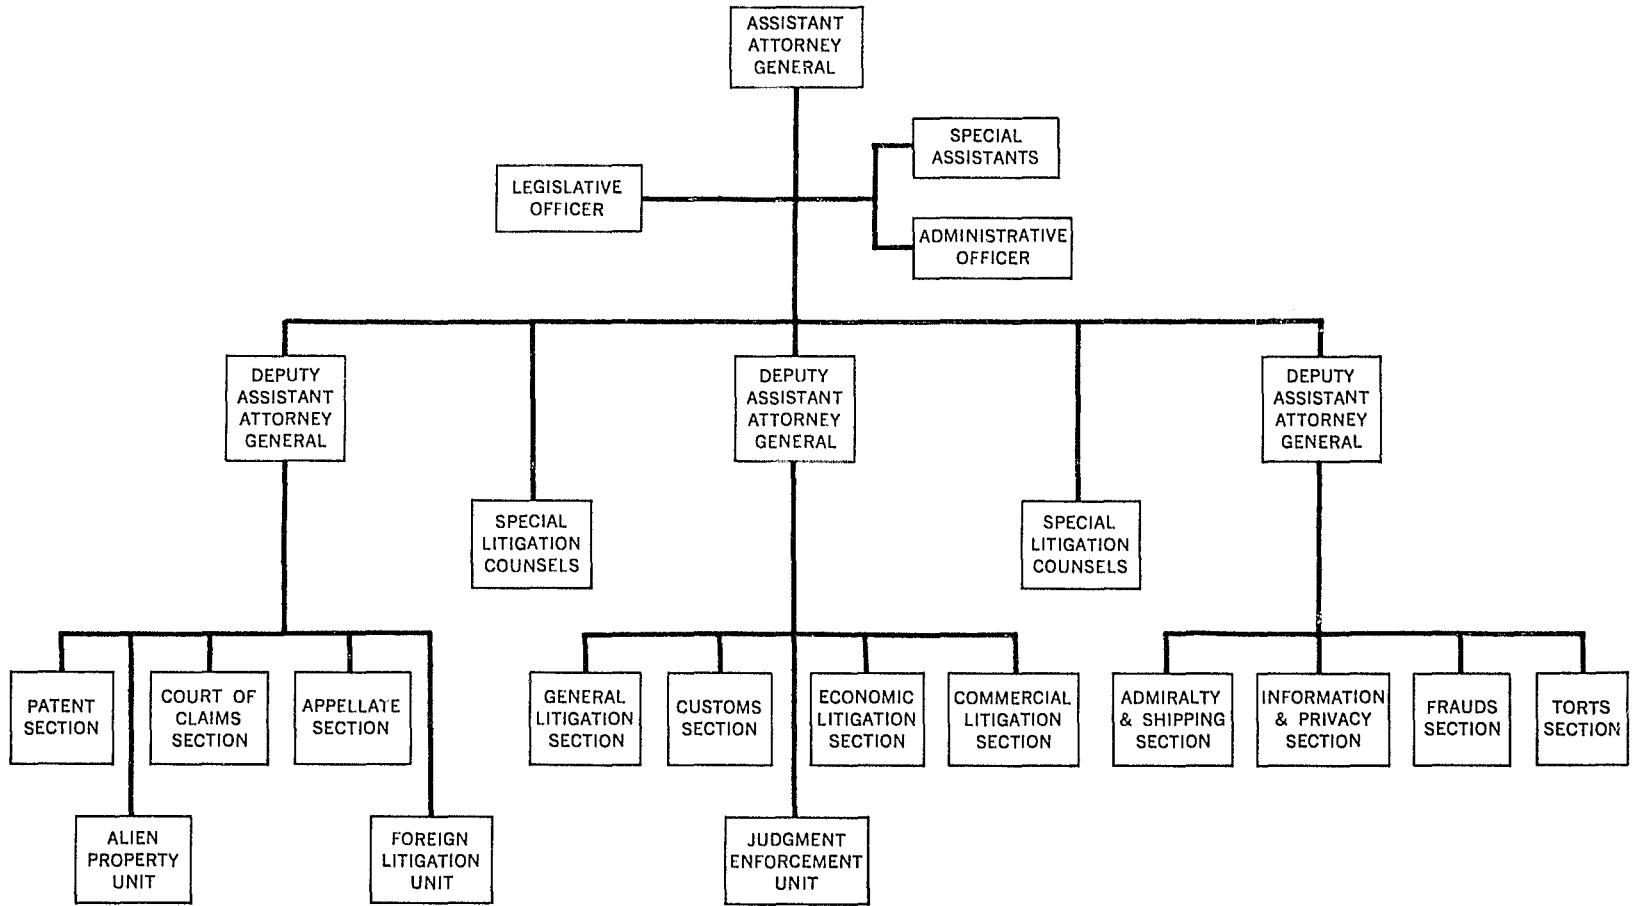 ASSISTANT
ATTORNEY
GENERAL
SPECIAL
ASSISTANTS
LEGISLATIVE
OFFICER
ADMINISTRATIVE
OFFICER
DEPUTY
ASSISTANT
ATTORNEY
GENERAL
DEPUTY
ASSISTANT
ATTORNEY
GENERAL
DEPUTY
ASSISTANT
ATTORNEY
GENERAL
SPECIAL
LITIGATION
COUNSELS
SPECIAL
LITIGATION
COUNSELS
PATENT
SECTION
COURT OF
CLAIMS
SECTION
APPELLATE
SECTION
GENERAL
LITIGATION
SECTION
CUSTOMS
SECTION
ECONOMIC
LITIGATION
SECTION
COMMERCIAL
LITIGATION
SECTION
ADMIRALTY
& SHIPPING
SECTION
INFORMATION
& PRIVACY
SECTION
FRAUDS
SECTION
TORTS
SECTION
ALIEN
PROPERTY
UNIT
FOREIGN
LITIGATION
UNIT
JUDGMENT
ENFORCEMENT
UNIT